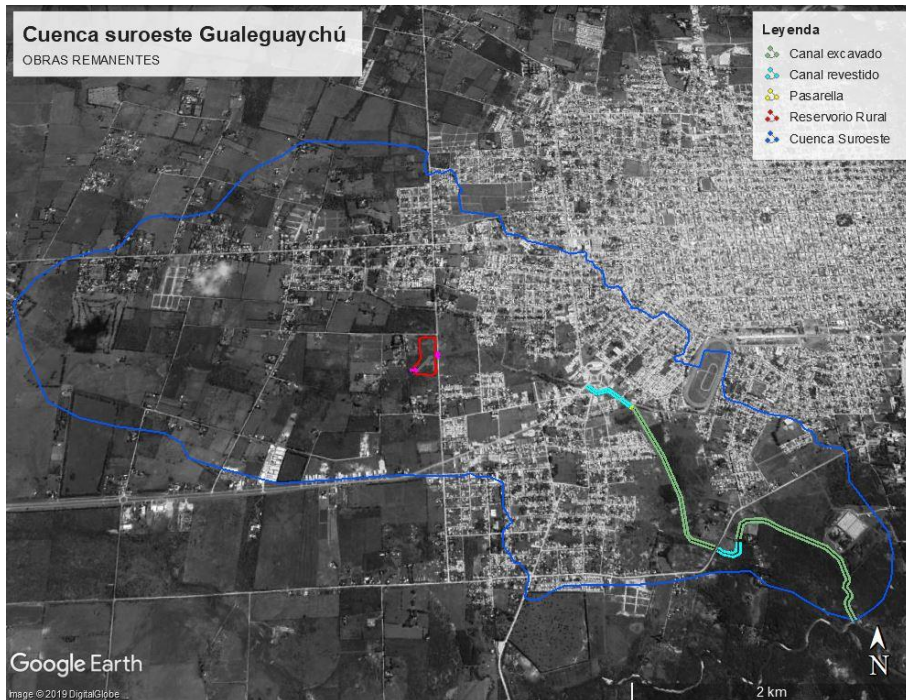 Cuenca suroeste Gualeguaychú
OBRAS REMANENTES
Leyenda
Canal excavado
Canal revestido
Pasarella
Reservorio Rural
Cuenca Suroeste
N
Google Earth
Image © 2019 DigitalGlobe
2 km